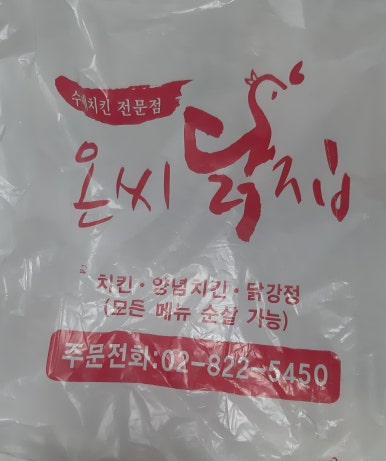 수제치킨 전문점
온씨닭집
치킨·양념치킨·닭강정
(모든 메뉴 순살 가능)
주문전화:02-822-5450